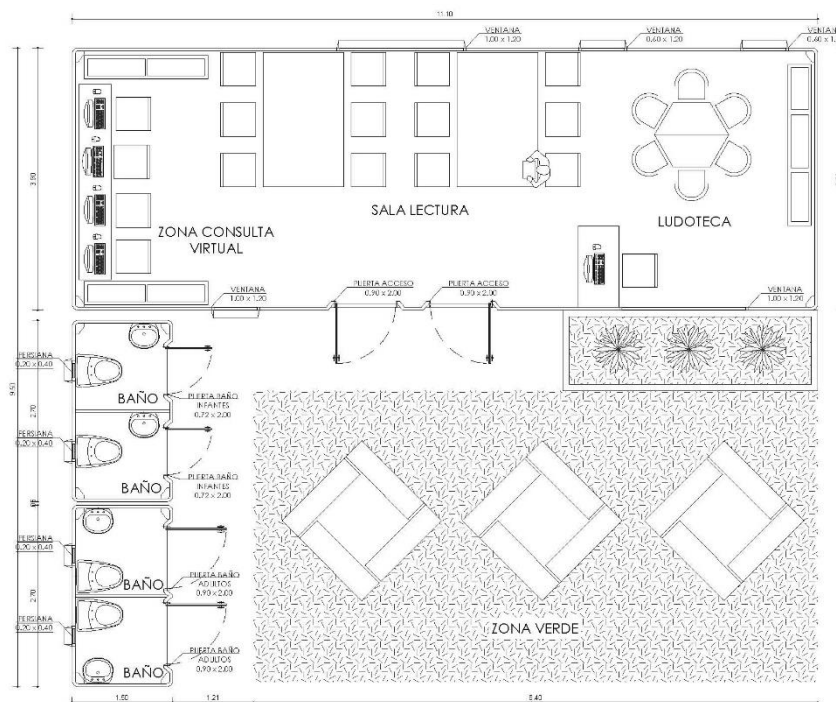 11.10
VENTANA
1.00 x 1.20
VENTANA
0.60 x 1.20
VENTANA
3.90
ZONA CONSULTA
VIRTUAL
SALA LECTURA
LUDOTECA
VENTANA
1.00 x 1.20
PUERTA ACCESO
0.90 x 2.00
PUERTA ACCESO
0.90 x 2.00
VENTANA
1.00 x 1.20
PERSIANA
0.20 x 0.40
BAÑO
PUERTA BAÑO
INFANTES
0.72 x 2.00
9.50
2.70
PERSIANA
0.20 x 0.40
BAÑO
PUERTA BAÑO
INFANTES
0.72 x 2.00
PERSIANA
0.20 x 0.40
BAÑO
PUERTA BAÑO
ADULTOS
0.90 x 2.00
2.70
PERSIANA
0.20 x 0.40
BAÑO
PUERTA BAÑO
ADULTOS
0.90 x 2.00
ZONA VERDE
1.21